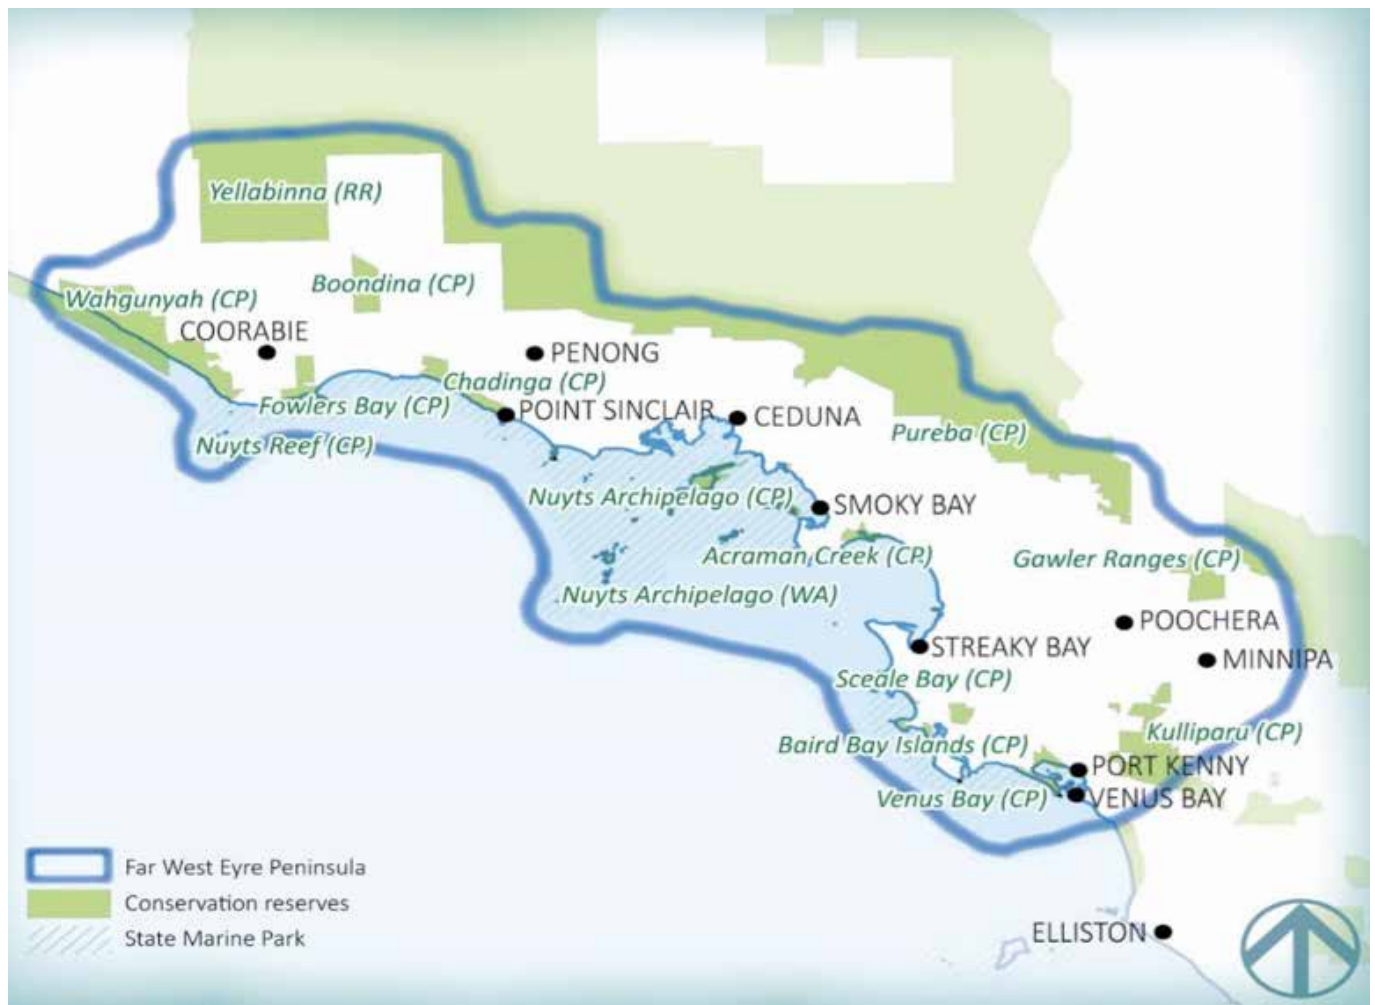 Yellabinna (RR)
Boondina (CP)
Wahgunyah (CP)
COORABIE
PENONG
Chadinga (CP)
Fowlers Bay (CP)
POINT SINCLAIR
CEDUNA
Pureba (CP)
Nuyts Reef (CP)
Nuyts Archipelago (CP)
SMOKY BAY
Acraman Creek (CP)
Gawler Ranges (CP)
Nuyts Archipelago (WA)
POOCHERA
STREAKY BAY
MINNIPA
Sceale Bay (CP)
Kulliparu (CP)
Baird Bay Islands (CP)
PORT KENNY
Venus Bay (CP)
VENUS BAY
Far West Eyre Peninsula
Conservation reserves
State Marine Park
ELLISTON